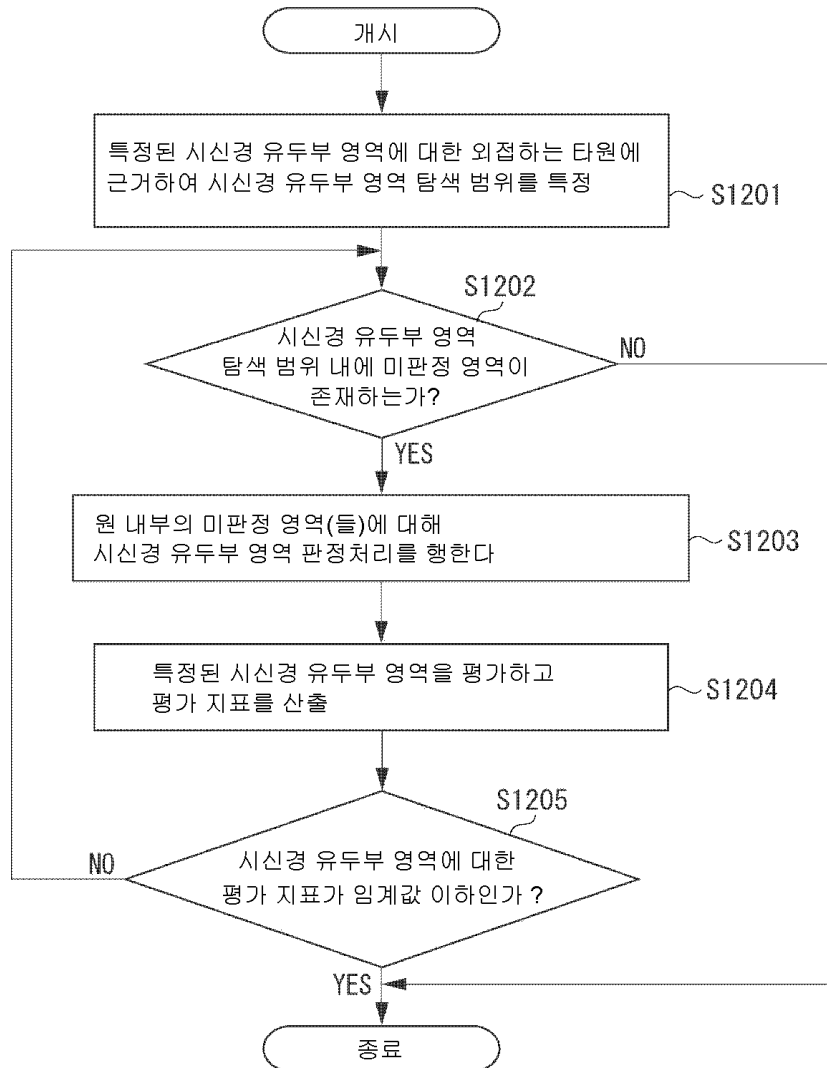 개시
특정된 시신경 유두부 영역에 대한 외접하는 타원에
근거하여 시신경 유두부 영역 탐색 범위를 특정
S1201
S1202
시신경 유두부 영역
탐색 범위 내에 미판정 영역이
존재하는가?
NO
YES
원 내부의 미판정 영역(들)에 대해
시신경 유두부 영역 판정처리를 행한다
S1203
특정된 시신경 유두부 영역을 평가하고
평가 지표를 산출
S1204
S1205
시신경 유두부 영역에 대한
평가 지표가 임계값 이하인가 ?
NO
YES
종료